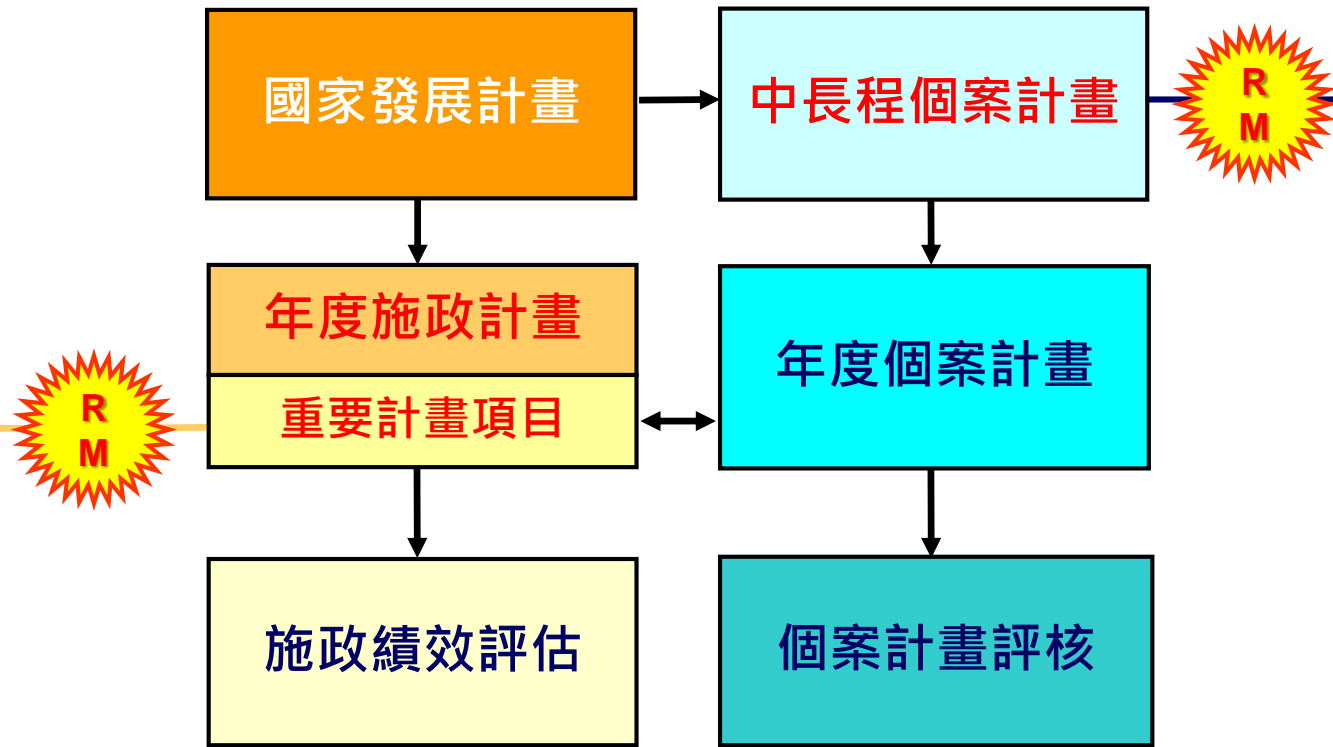 國家發展計畫
中長程個案計畫
R
M
年度施政計畫
重要計畫項目
年度個案計畫
R
M
施政績效評估
個案計畫評核